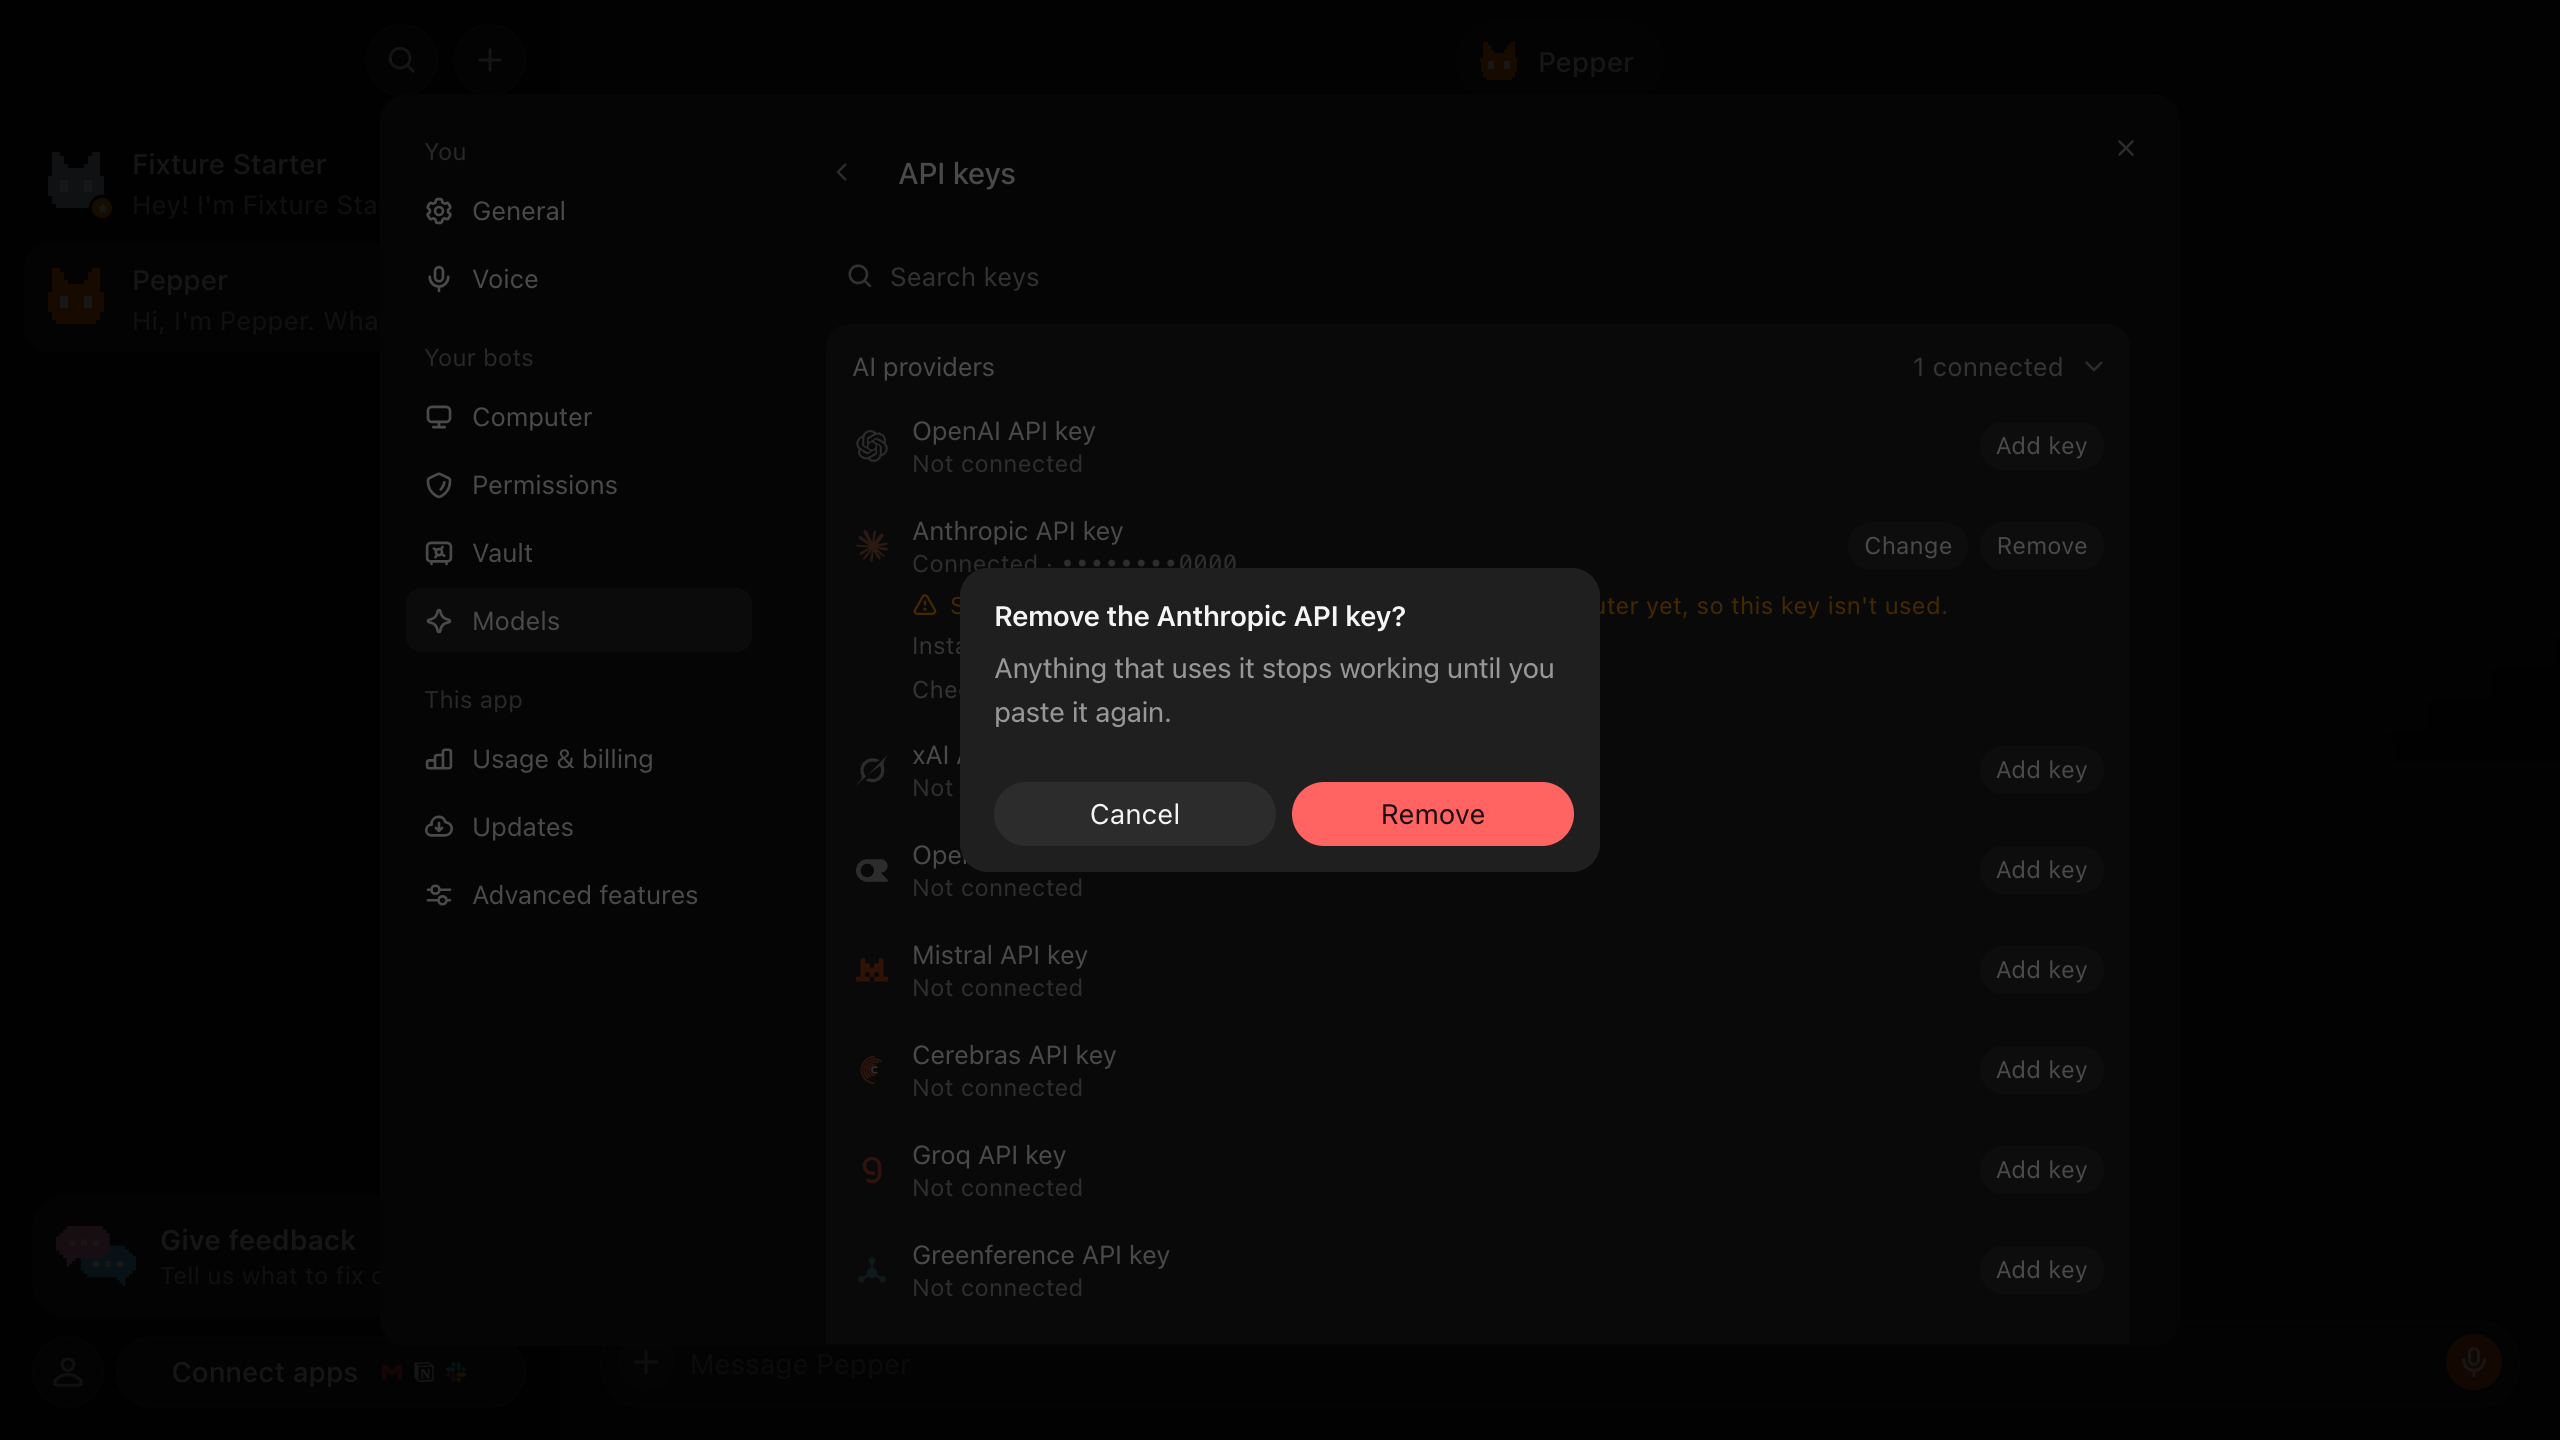 Pepper
Fixture Starter
Hey! I'm Fixture Sta
Pepper
Hi, I'm Pepper. Wha
You
General
Voice
Your bots
Computer
Permissions
Vault
Models
This app
Usage & billing
Updates
Advanced features
API keys
Search keys
AI providers
1 connected
OpenAI API key
Not connected
Add key
Anthropic API key
Connected · ••••••••0000
Change
Remove
so this key isn't used.
Remove the Anthropic API key?
Anything that uses it stops working until you
paste it again.
Cancel
Remove
xAI
Not
Add key
Not connected
Add key
Mistral API key
Not connected
Add key
Cerebras API key
Not connected
Add key
Groq API key
Not connected
Add key
Greenference API key
Not connected
Add key
Give feedback
Tell us what to fix
Connect apps
Message Pepper